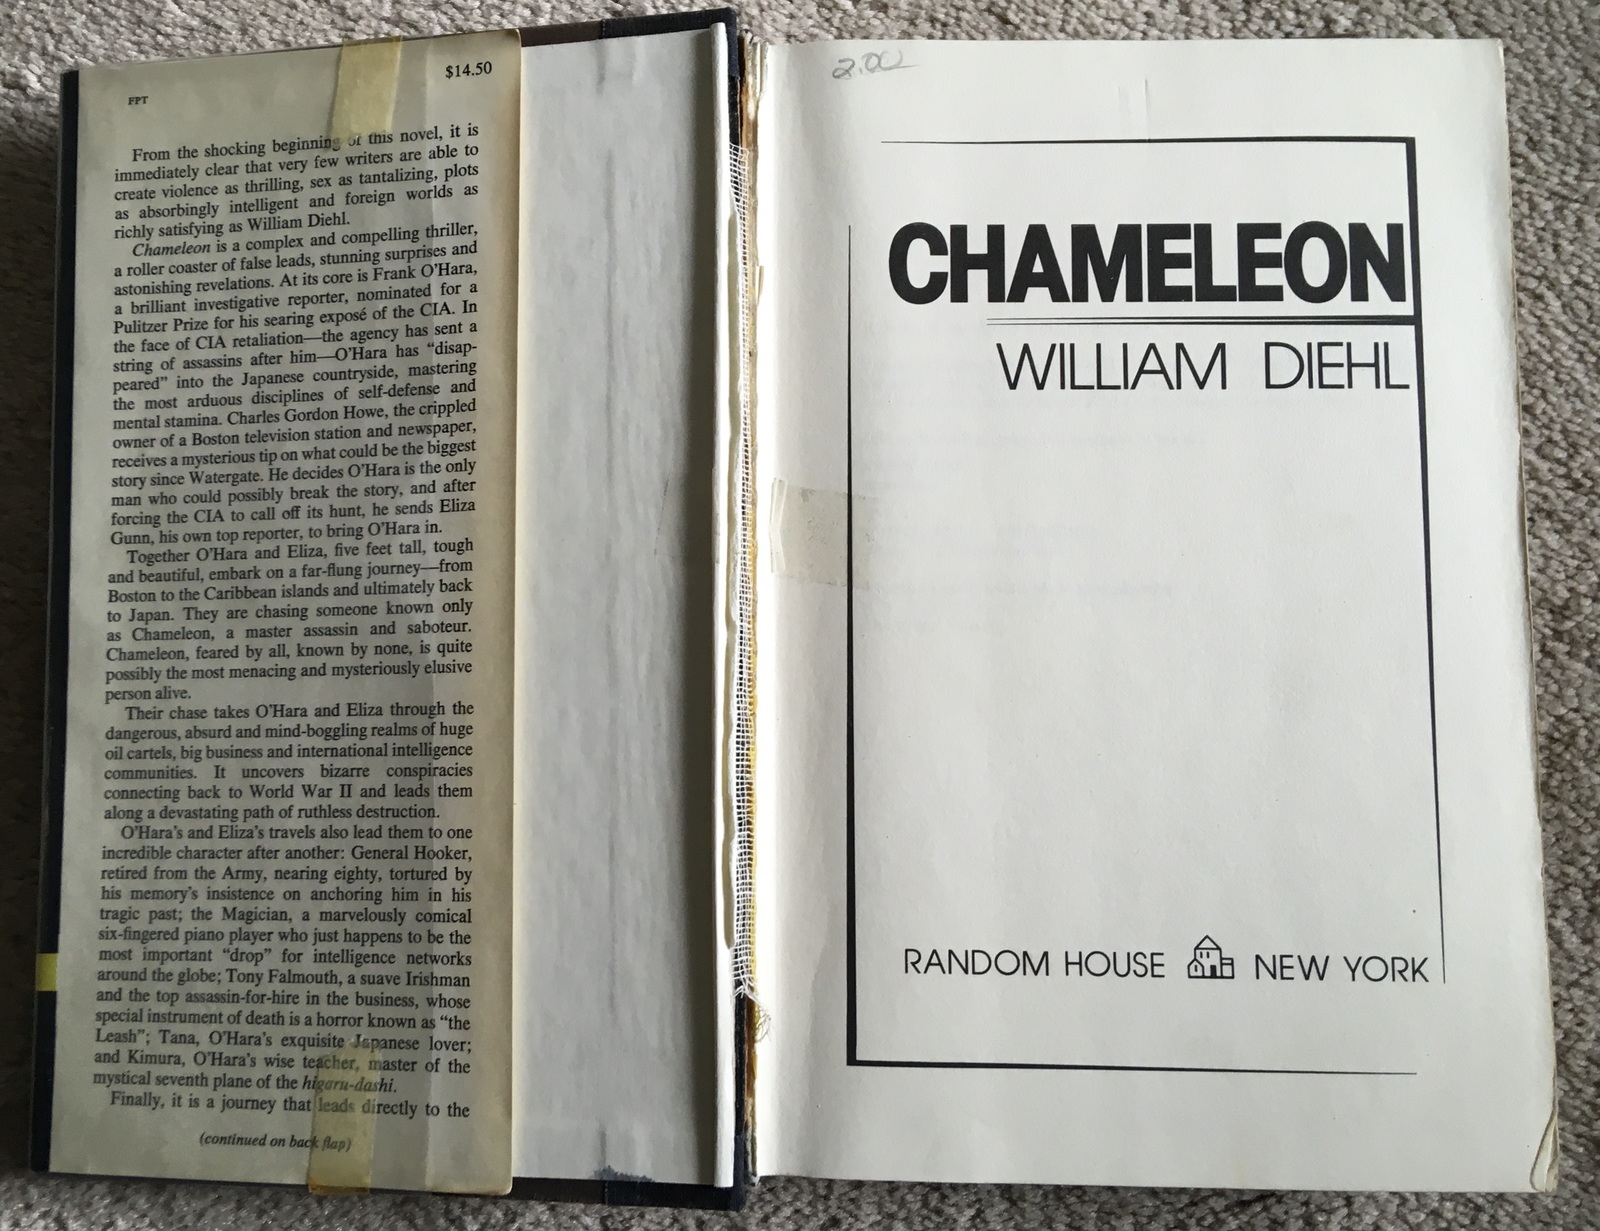 $14.50
FPT
From the shocking beginning of this novel, it is
immediately clear that very few writers are able to
create violence as thrilling, sex as tantalizing, plots
as absorbingly intelligent and foreign worlds as
richly satisfying as William Diehl.
Chameleon is a complex and compelling thriller,
a roller coaster of false leads, stunning surprises and
astonishing revelations. At its core is Frank O'Hara,
a brilliant investigative reporter, nominated for a
Pulitzer Prize for his searing exposé of the CIA. In
the face of CIA retaliation—the agency has sent a
string of assassins after him—O'Hara has "disap-
peared" into the Japanese countryside, mastering
the most arduous disciplines of self-defense and
mental stamina. Charles Gordon Howe, the crippled
owner of a Boston television station and newspaper,
receives a mysterious tip on what could be the biggest
story since Watergate. He decides O'Hara is the only
man who could possibly break the story, and after
forcing the CIA to call off its hunt, he sends Eliza
Gunn, his own top reporter, to bring O'Hara in.
Together O'Hara and Eliza, five feet tall, tough
and beautiful, embark on a far-flung journey—from
Boston to the Caribbean islands and ultimately back
to Japan. They are chasing someone known only
as Chameleon, a master assassin and saboteur.
Chameleon, feared by all, known by none, is quite
possibly the most menacing and mysteriously elusive
person alive.
Their chase takes O'Hara and Eliza through the
dangerous, absurd and mind-boggling realms of huge
oil cartels, big business and international intelligence
communities. It uncovers bizarre conspiracies
connecting back to World War II and leads them
along a devastating path of ruthless destruction.
O'Hara's and Eliza's travels also lead them to one
incredible character after another: General Hooker,
retired from the Army, nearing eighty, tortured by
his memory's insistence on anchoring him in his
tragic past; the Magician, a marvelously comical
six-fingered piano player who just happens to be the
most important "drop" for intelligence networks
around the globe; Tony Falmouth, a suave Irishman
and the top assassin-for-hire in the business, whose
special instrument of death is a horror known as "the
Leash"; Tana, O'Hara's exquisite Japanese lover;
and Kimura, O'Hara's wise teacher, master of the
mystical seventh plane of the higaru-dashi.
Finally, it is a journey that leads directly to the
(continued on back flap)
2.00
CHAMELEON
WILLIAM DIEHL
RANDOM HOUSE NEW YORK